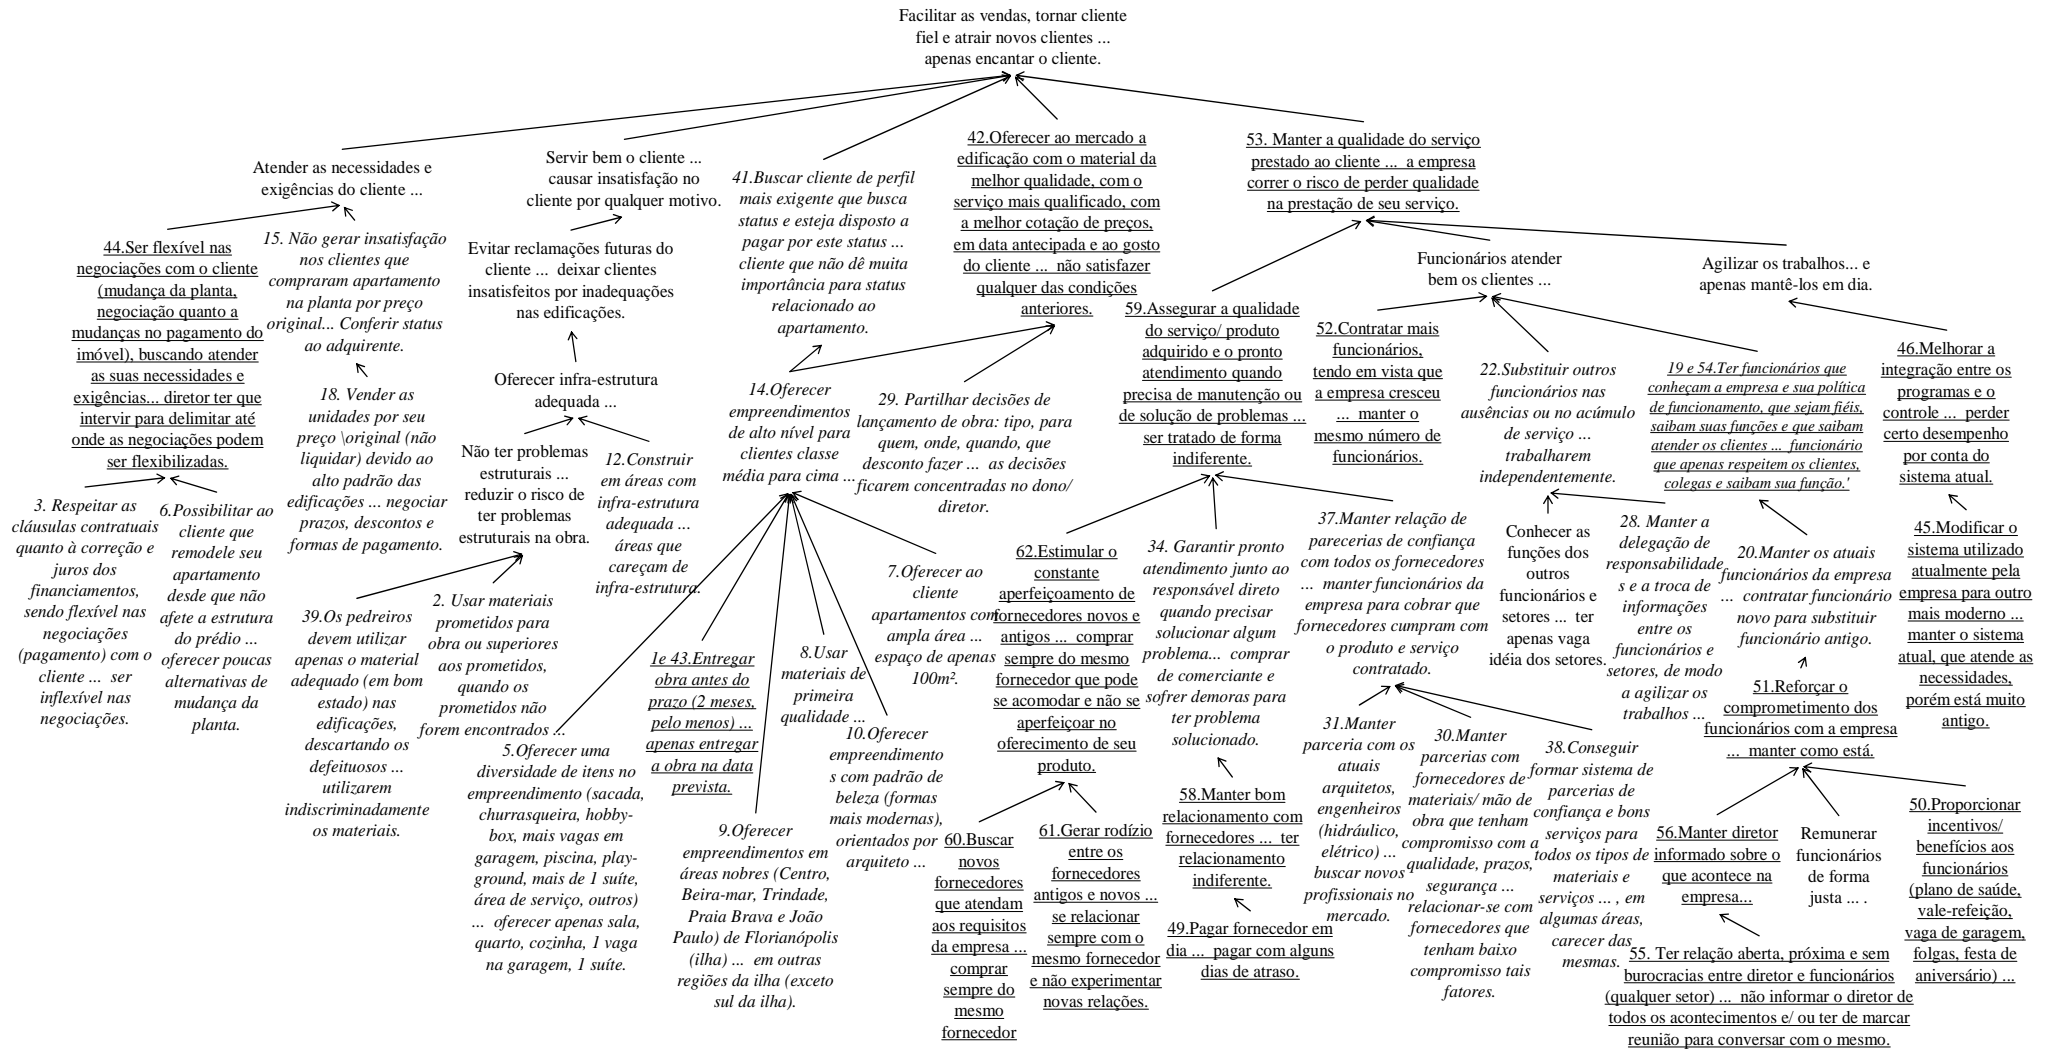 Facilitar as vendas, tornar cliente
fiel e atrair novos clientes ...
apenas encantar o cliente.
Atender as necessidades e
exigências do cliente ...
Servir bem o cliente ...
causar insatisfação no
cliente por qualquer motivo.
41.Buscar cliente de perfil
mais exigente que busca
status e esteja disposto a
pagar por este status ...
cliente que não dê muita
importância para status
relacionado ao
apartamento.
42.Oferecer ao mercado a
edificação com o material da
melhor qualidade, com o
serviço mais qualificado, com
a melhor cotação de preços,
em data antecipada e ao gosto
do cliente ... não satisfazer
qualquer das condições
anteriores.
53. Manter a qualidade do serviço
prestado ao cliente ... a empresa
correr o risco de perder qualidade
na prestação de seu serviço.
44.Ser flexível nas
negociações com o cliente
(mudança da planta,
negociação quanto a
mudanças no pagamento do
imóvel), buscando atender
as suas necessidades e
exigências... diretor ter que
intervir para delimitar até
onde as negociações podem
ser flexibilizadas.
15. Não gerar insatisfação
nos clientes que
compraram apartamento
na planta por preço
original... Conferir status
ao adquirente.
Evitar reclamações futuras do
cliente ... deixar clientes
insatisfeitos por inadequações
nas edificações.
59.Assegurar a qualidade
do serviço/ produto
adquirido e o pronto
atendimento quando
precisa de manutenção ou
de solução de problemas ...
ser tratado de forma
indiferente.
Funcionários atender
bem os clientes ...
Agilizar os trabalhos... e
apenas mantê-los em dia.
18. Vender as
unidades por seu
preço \original (não
liquidar) devido ao
alto padrão das
edificações ... negociar
prazos, descontos e
formas de pagamento.
Oferecer infra-estrutura
adequada ...
14.Oferecer
empreendimentos
de alto nível para
clientes classe
média para cima ...
29. Partilhar decisões de
lançamento de obra: tipo, para
quem, onde, quando, que
desconto fazer ... as decisões
ficarem concentradas no dono/
diretor.
52.Contratar mais
funcionários,
tendo em vista que
a empresa cresceu
... manter o
mesmo número de
funcionários.
22.Substituir outros
funcionários nas
ausências ou no acúmulo
de serviço ...
trabalharem
independentemente.
19 e 54.Ter funcionários que
conheçam a empresa e sua política
de funcionamento, que sejam fiéis,
saibam suas funções e que saibam
atender os clientes ... funcionário
que apenas respeitem os clientes,
colegas e saibam sua função.'
46.Melhorar a
integração entre os
programas e o
controle ... perder
certo desempenho
por conta do
sistema atual.
3. Respeitar as
cláusulas contratuais
quanto à correção e
juros dos
financiamentos,
sendo flexível nas
negociações
(pagamento) com o
cliente ... ser
inflexível nas
negociações.
6.Possibilitar ao
cliente que
remodele seu
apartamento
desde que não
afete a estrutura
do prédio ...
oferecer poucas
alternativas de
mudança da
planta.
Não ter problemas
estruturais ...
reduzir o risco de
ter problemas
estruturais na obra.
12.Construir
em áreas com
infra-estrutura
adequada ...
áreas que
careçam de
infra-estrutura.
39.Os pedreiros
devem utilizar
apenas o material
adequado (em bom
estado) nas
edificações,
descartando os
defeituosos ...
utilizarem
indiscriminadamente
os materiais.
2. Usar materiais
prometidos para
obra ou superiores
aos prometidos,
quando os
prometidos não
forem encontrados ...
5.Oferecer uma
diversidade de itens no
empreendimento (sacada,
churrasqueira, hobby-
box, mais vagas em
garagem, piscina, play-
ground, mais de 1 suíte,
área de serviço, outros)
... oferecer apenas sala,
quarto, cozinha, 1 vaga
na garagem, 1 suíte.
1e 43.Entregar
obra antes do
prazo (2 meses,
pelo menos) ...
apenas entregar
a obra na data
prevista.
9.Oferecer
empreendimentos em
áreas nobres (Centro,
Beira-mar, Trindade,
Praia Brava e João
Paulo) de Florianópolis
(ilha) ... em outras
regiões da ilha (exceto
sul da ilha).
8.Usar
materiais de
primeira
qualidade ...
10.Oferecer
empreendimento
s com padrão de
beleza (formas
mais modernas),
orientados por
arquiteto ...
7.Oferecer ao
cliente
apartamentos com
ampla área ...
espaço de apenas
100m².
62.Estimular o
constante
aperfeiçoamento de
fornecedores novos e
antigos ... comprar
sempre do mesmo
fornecedor que pode
se acomodar e não se
aperfeiçoar no
oferecimento de seu
produto.
34. Garantir pronto
atendimento junto ao
responsável direto
quando precisar
solucionar algum
problema... comprar
de comerciante e
sofrer demoras para
ter problema
solucionado.
37.Manter relação de
parecerias de confiança
com todos os fornecedores
... manter funcionários da
empresa para cobrar que
fornecedores cumpram com
o produto e serviço
contratado.
Conhecer as
funções dos
outros
funcionários e
setores ... ter
apenas vaga
idéia dos setores.
28. Manter a
delegação de
responsabilidade
s e a troca de
informações
entre os
funcionários e
setores, de modo
a agilizar os
trabalhos ...
20.Manter os atuais
funcionários da empresa
... contratar funcionário
novo para substituir
funcionário antigo.
45.Modificar o
sistema utilizado
atualmente pela
empresa para outro
mais moderno ...
manter o sistema
atual, que atende as
necessidades,
porém está muito
antigo.
60.Buscar
novos
fornecedores
que atendam
aos requisitos
da empresa ...
comprar
sempre do
mesmo
fornecedor
61.Gerar rodízio
entre os
fornecedores
antigos e novos ...
se relacionar
sempre com o
mesmo fornecedor
e não experimentar
novas relações.
58.Manter bom
relacionamento com
fornecedores ... ter
relacionamento
indiferente.
49.Pagar fornecedor em
dia ... pagar com alguns
dias de atraso.
31.Manter
parceria com os
atuais
arquitetos,
engenheiros
(hidráulico,
elétrico) ...
buscar novos
profissionais no
mercado.
30.Manter
parcerias com
fornecedores de
materiais/ mão de
obra que tenham
compromisso com a
qualidade, prazos,
segurança ...
relacionar-se com
fornecedores que
tenham baixo
compromisso tais
fatores.
38.Conseguir
formar sistema de
parcerias de
confiança e bons
serviços para
todos os tipos de
materiais e
serviços ... , em
algumas áreas,
carecer das
mesmas.
51.Reforçar o
comprometimento dos
funcionários com a empresa
... manter como está.
56.Manter diretor
informado sobre o
que acontece na
empresa...
Remunerar
funcionários
de forma
justa ... .
50.Proporcionar
incentivos/
benefícios aos
funcionários
(plano de saúde,
vale-refeição,
vaga de garagem,
folgas, festa de
aniversário) ...
55. Ter relação aberta, próxima e sem
burocracias entre diretor e funcionários
(qualquer setor) ... não informar o diretor de
todos os acontecimentos e/ ou ter de marcar
reunião para conversar com o mesmo.